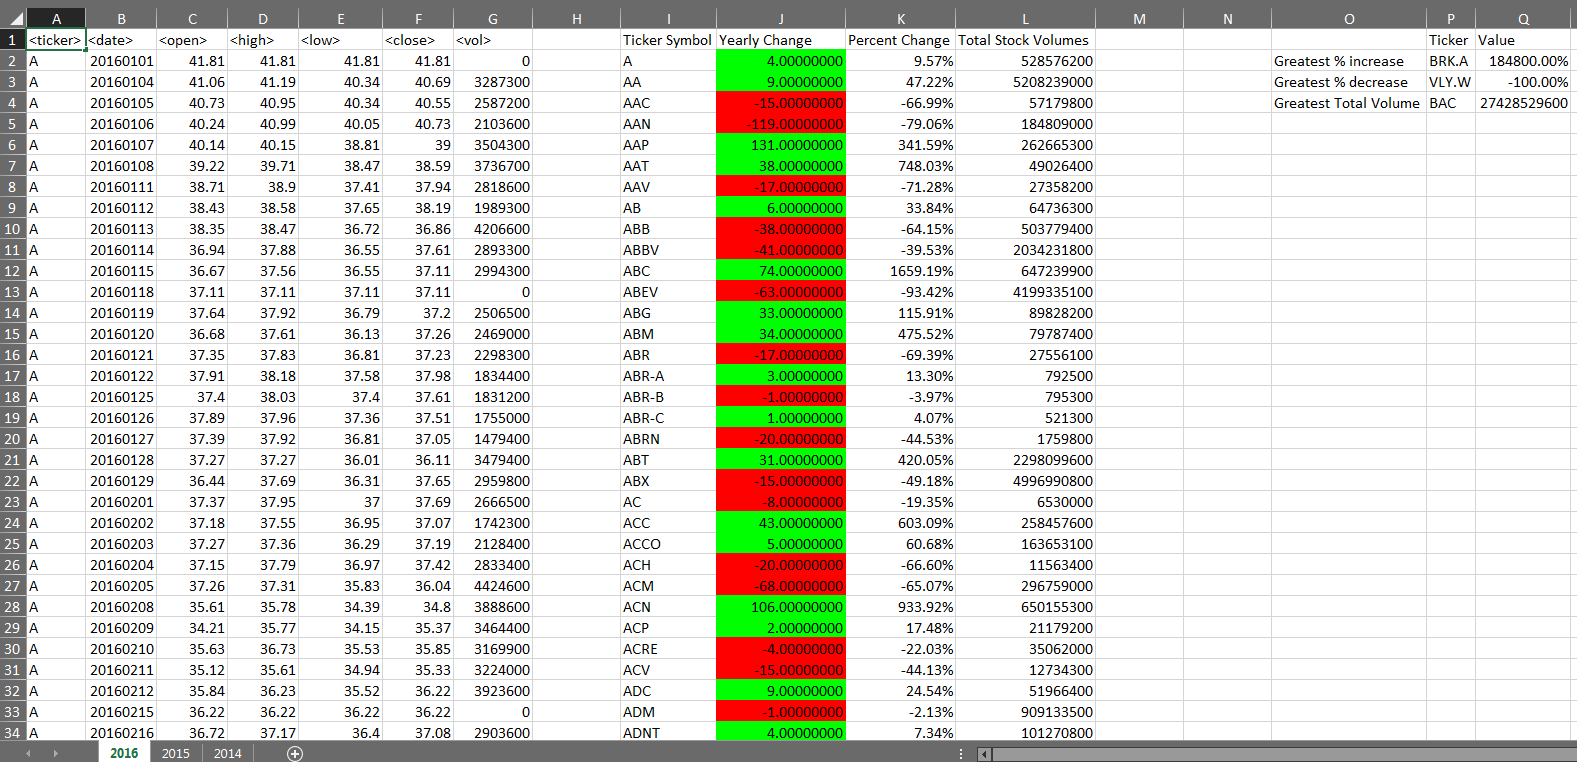 A B C D E F G H I J K L M N O P Q
1 <ticker> <date> <open> <high> <low> <close> <vol> Ticker Symbol Yearly Change Percent Change Total Stock Volumes Ticker Value
2 A 20160101 41.81 41.81 41.81 41.81 0 A 4.00000000 9.57% 528576200 Greatest % increase BRK.A 184800.00%
3 A 20160104 41.06 41.19 40.34 40.69 3287300 AA 9.00000000 47.22% 5208239000 Greatest % decrease VLY.W -100.00%
4 A 20160105 40.73 40.95 40.34 40.55 2587200 AAC -15.00000000 -66.99% 57179800 Greatest Total Volume BAC 27428529600
5 A 20160106 40.24 40.99 40.05 40.73 2103600 AAN -119.00000000 -79.06% 184809000
6 A 20160107 40.14 40.15 38.81 39 3504300 AAP 131.00000000 341.59% 262665300
7 A 20160108 39.22 39.71 38.47 38.59 3736700 AAT 38.00000000 748.03% 49026400
8 A 20160111 38.71 38.9 37.41 37.94 2818600 AAV -17.00000000 -71.28% 27358200
9 A 20160112 38.43 38.58 37.65 38.19 1989300 AB 6.00000000 33.84% 64736300
10 A 20160113 38.35 38.47 36.72 36.86 4206600 ABB -38.00000000 -64.15% 503779400
11 A 20160114 36.94 37.88 36.55 37.61 2893300 ABBV -41.00000000 -39.53% 2034231800
12 A 20160115 36.67 37.56 36.55 37.11 2994300 ABC 74.00000000 1659.19% 647239900
13 A 20160118 37.11 37.11 37.11 37.11 0 ABEV -63.00000000 -93.42% 4199335100
14 A 20160119 37.64 37.92 36.79 37.2 2506500 ABG 33.00000000 115.91% 89828200
15 A 20160120 36.68 37.61 36.13 37.26 2469000 ABM 34.00000000 475.52% 79787400
16 A 20160121 37.35 37.83 36.81 37.23 2298300 ABR -17.00000000 -69.39% 27556100
17 A 20160122 37.91 38.18 37.58 37.98 1834400 ABR-A 3.00000000 13.30% 792500
18 A 20160125 37.4 38.03 37.4 37.61 1831200 ABR-B -1.00000000 -3.97% 795300
19 A 20160126 37.89 37.96 37.36 37.51 1755000 ABR-C 1.00000000 4.07% 521300
20 A 20160127 37.39 37.92 36.81 37.05 1479400 ABRN -20.00000000 -44.53% 1759800
21 A 20160128 37.27 37.27 36.01 36.11 3479400 ABT 31.00000000 420.05% 2298099600
22 A 20160129 36.44 37.69 36.31 37.65 2959800 ABX -15.00000000 -49.18% 4996990800
23 A 20160201 37.37 37.95 37 37.69 2666500 AC -8.00000000 -19.35% 6530000
24 A 20160202 37.18 37.55 36.95 37.07 1742300 ACC 43.00000000 603.09% 258457600
25 A 20160203 37.27 37.36 36.29 37.19 2128400 ACCO 5.00000000 60.68% 163653100
26 A 20160204 37.15 37.79 36.97 37.42 2833400 ACH -20.00000000 -66.60% 11563400
27 A 20160205 37.26 37.31 35.83 36.04 4424600 ACM -68.00000000 -65.07% 296759000
28 A 20160208 35.61 35.78 34.39 34.8 3888600 ACN 106.00000000 933.92% 650155300
29 A 20160209 34.21 35.77 34.15 35.37 3464400 ACP 2.00000000 17.48% 21179200
30 A 20160210 35.63 36.73 35.53 35.85 3169900 ACRE -4.00000000 -22.03% 35062000
31 A 20160211 35.12 35.61 34.94 35.33 3224000 ACV -15.00000000 -44.13% 12734300
32 A 20160212 35.84 36.23 35.52 36.22 3923600 ADC 9.00000000 24.54% 51966400
33 A 20160215 36.22 36.22 36.22 36.22 0 ADM -1.00000000 -2.13% 909133500
34 A 20160216 36.72 37.17 36.4 37.08 2903600 ADNT 4.00000000 7.34% 101270800
2016 2015 2014